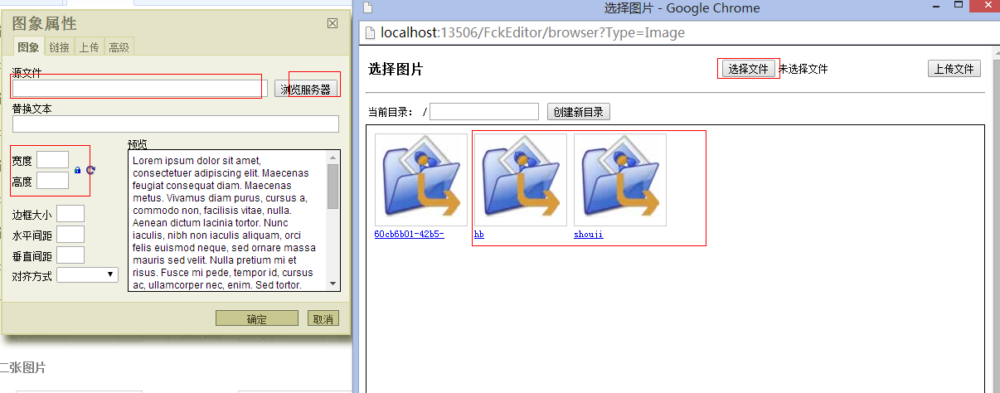 图象属性
图象 链接 上传 高级
源文件
浏览服务器
替换文本
宽度
高度
预览
Lorem ipsum dolor sit amet,
consectetuer adipiscing elit. Maecenas
feugiat consequat diam. Maecenas
metus. Vivamus diam purus, cursus a,
commodo non, facilisis vitae, nulla.
Aenean dictum lacinia tortor. Nunc
iaculis, nibh non iaculis aliquam, orci
felis euismod neque, sed ornare massa
mauris sed velit. Nulla pretium mi et
risus. Fusce mi pede, tempor id, cursus
ac, ullamcorper nec, enim. Sed tortor.
边框大小
水平间距
垂直间距
对齐方式
确定 取消
二张图片
选择图片 - Google Chrome
localhost:13506/FckEditor/browser?Type=Image
选择图片
选择文件 未选择文件 上传文件
当前目录： / 创建新目录
60cb6b01-42b5- hb shouji